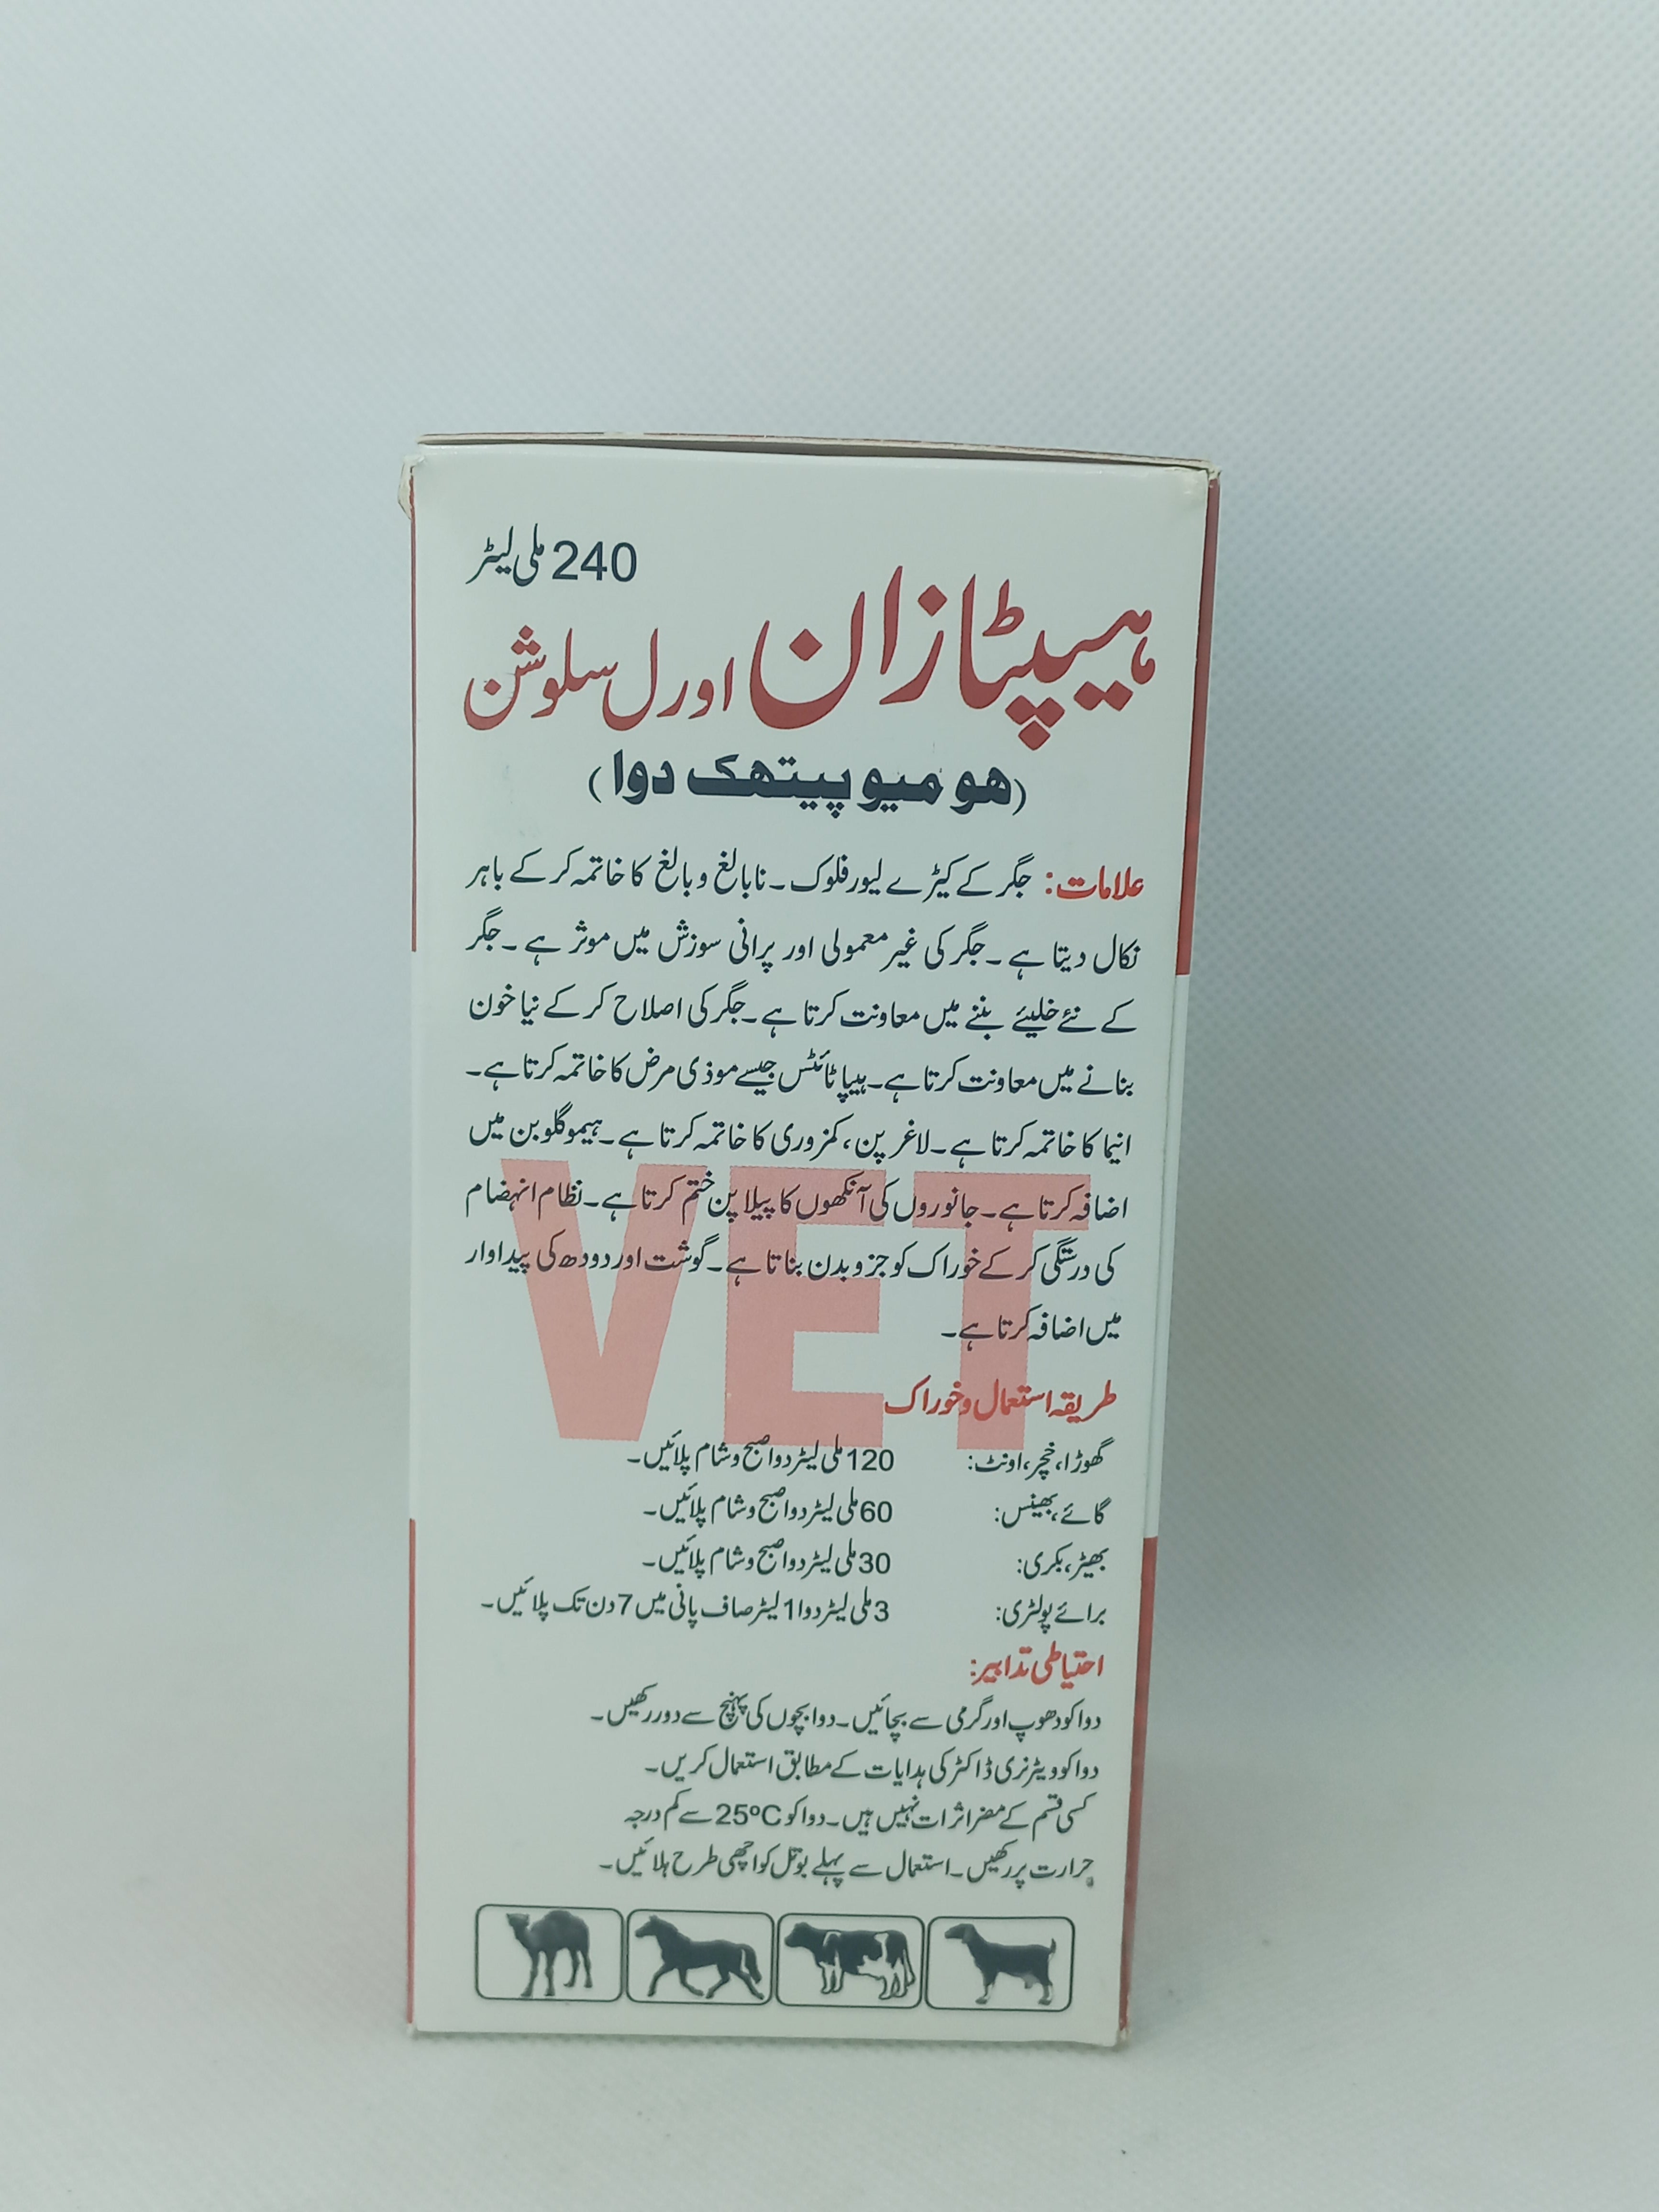 240 ملی لیٹر
ہیپٹازان اورل سلوشن
(ہومیوپیتھک دوا)
علامات: جگر کے کیڑے لیور فلوک۔ نابالغ و بالغ کا خاتمہ کر کے باہر
نکال دیتا ہے۔ جگر کی غیر معمولی اور پرانی سوزش میں موثر ہے۔ جگر
کے نئے خلیئے بننے میں معاونت کرتا ہے۔ جگر کی اصلاح کر کے نیا خون
بنانے میں معاونت کرتا ہے۔ ہیپاٹائٹس جیسے موذی مرض کا خاتمہ کرتا ہے۔
انیما کا خاتمہ کرتا ہے۔ لاغر پن، کمزوری کا خاتمہ کرتا ہے۔ ہیموگلوبن میں
اضافہ کرتا ہے۔ جانوروں کی آنکھوں کا پیلا پن ختم کرتا ہے۔ نظام انہضام
کی درستگی کر کے خوراک کو جزو بدن بناتا ہے۔ گوشت اور دودھ کی پیداوار
میں اضافہ کرتا ہے۔
VET
طریقہ استعمال و خوراک
گھوڑا، خچر، اونٹ: 120 ملی لیٹر دوا صبح و شام پلائیں۔
گائے، بھینس: 60 ملی لیٹر دوا صبح و شام پلائیں۔
بھیڑ، بکری: 30 ملی لیٹر دوا صبح و شام پلائیں۔
برائے پولٹری: 3 ملی لیٹر دوا 1 لیٹر صاف پانی میں 7 دن تک پلائیں۔
احتیاطی تدابیر:
دوا کو دھوپ اور گرمی سے بچائیں۔ دوا بچوں کی پہنچ سے دور رکھیں۔
دوا کو ویٹرنری ڈاکٹر کی ہدایات کے مطابق استعمال کریں۔
کسی قسم کے مضر اثرات نہیں ہیں۔ دوا کو 25°C سے کم درجہ
حرارت پر رکھیں۔ استعمال سے پہلے بوتل کو اچھی طرح ہلائیں۔